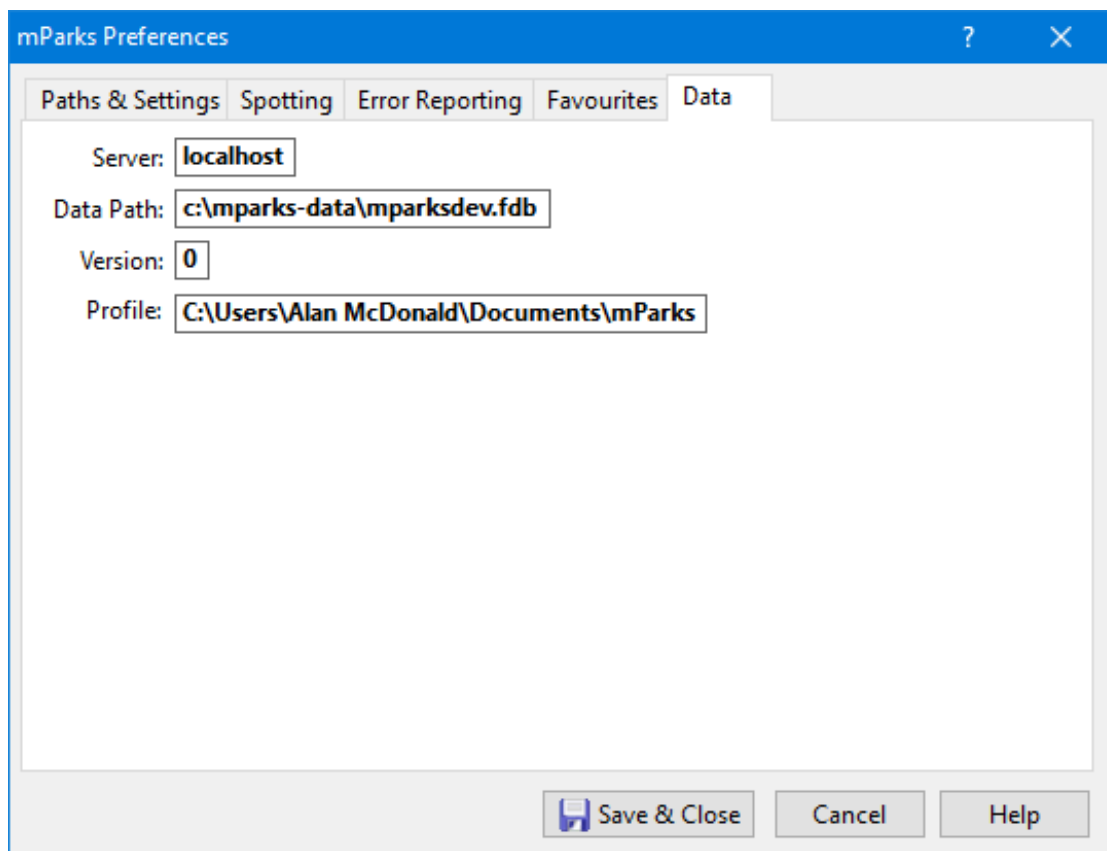 mParks Preferences ?
Paths & Settings Spotting Error Reporting Favourites Data
Server: localhost
Data Path: c:\mparks-data\mparksdev.fdb
Version: 0
Profile: C:\Users\Alan McDonald\Documents\mParks
Save & Close Cancel Help